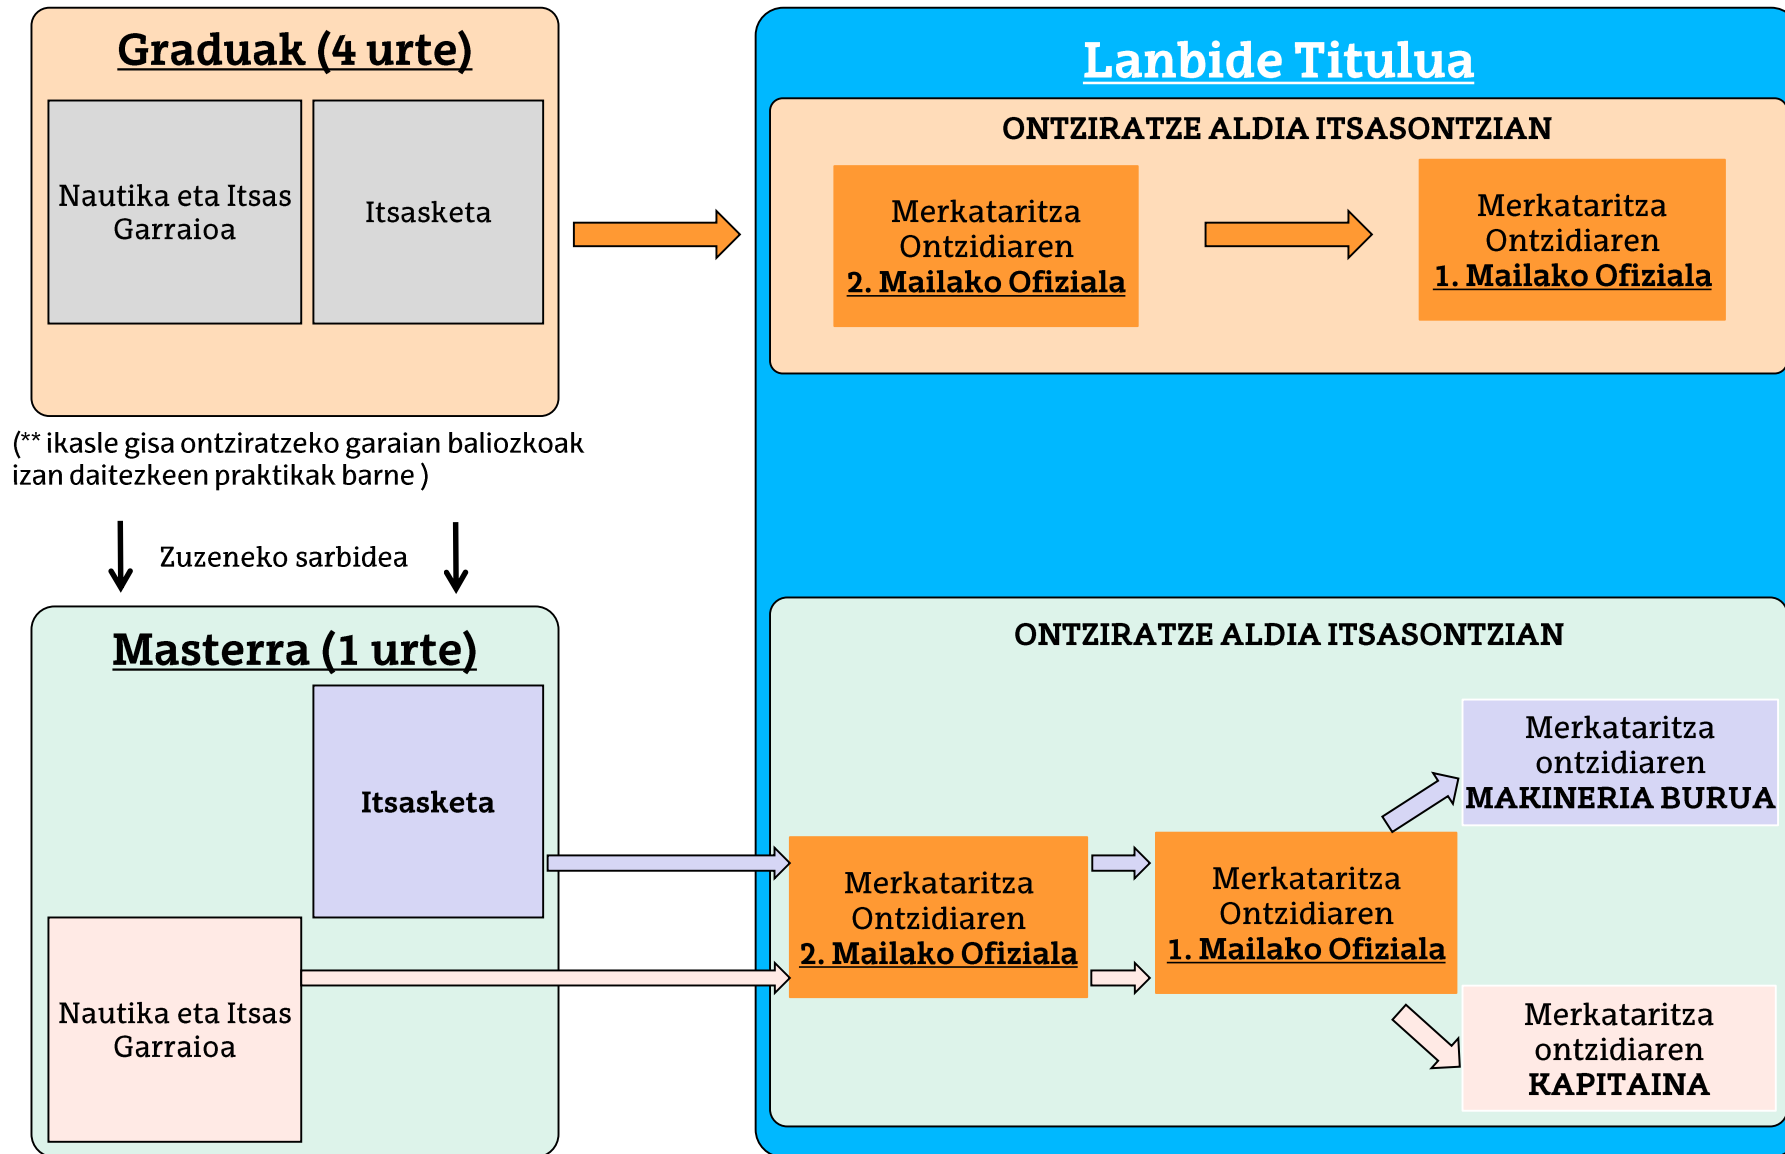 Graduak (4 urte)
Nautika eta Itsas
Garraioa
Itsasketa
(** ikasle gisa ontziratzeko garaian baliozkoak
izan daitezkeen praktikak barne )
Zuzeneko sarbidea
Masterra (1 urte)
Itsasketa
Nautika eta Itsas
Garraioa
Lanbide Titulua
ONTZIRATZE ALDIA ITSASONTZIAN
Merkataritza
Ontzidiaren
2. Mailako Ofiziala
Merkataritza
Ontzidiaren
1. Mailako Ofiziala
ONTZIRATZE ALDIA ITSASONTZIAN
Merkataritza
Ontzidiaren
2. Mailako Ofiziala
Merkataritza
Ontzidiaren
1. Mailako Ofiziala
Merkataritza
ontzidiaren
MAKINERIA BURUA
Merkataritza
ontzidiaren
KAPITAINA